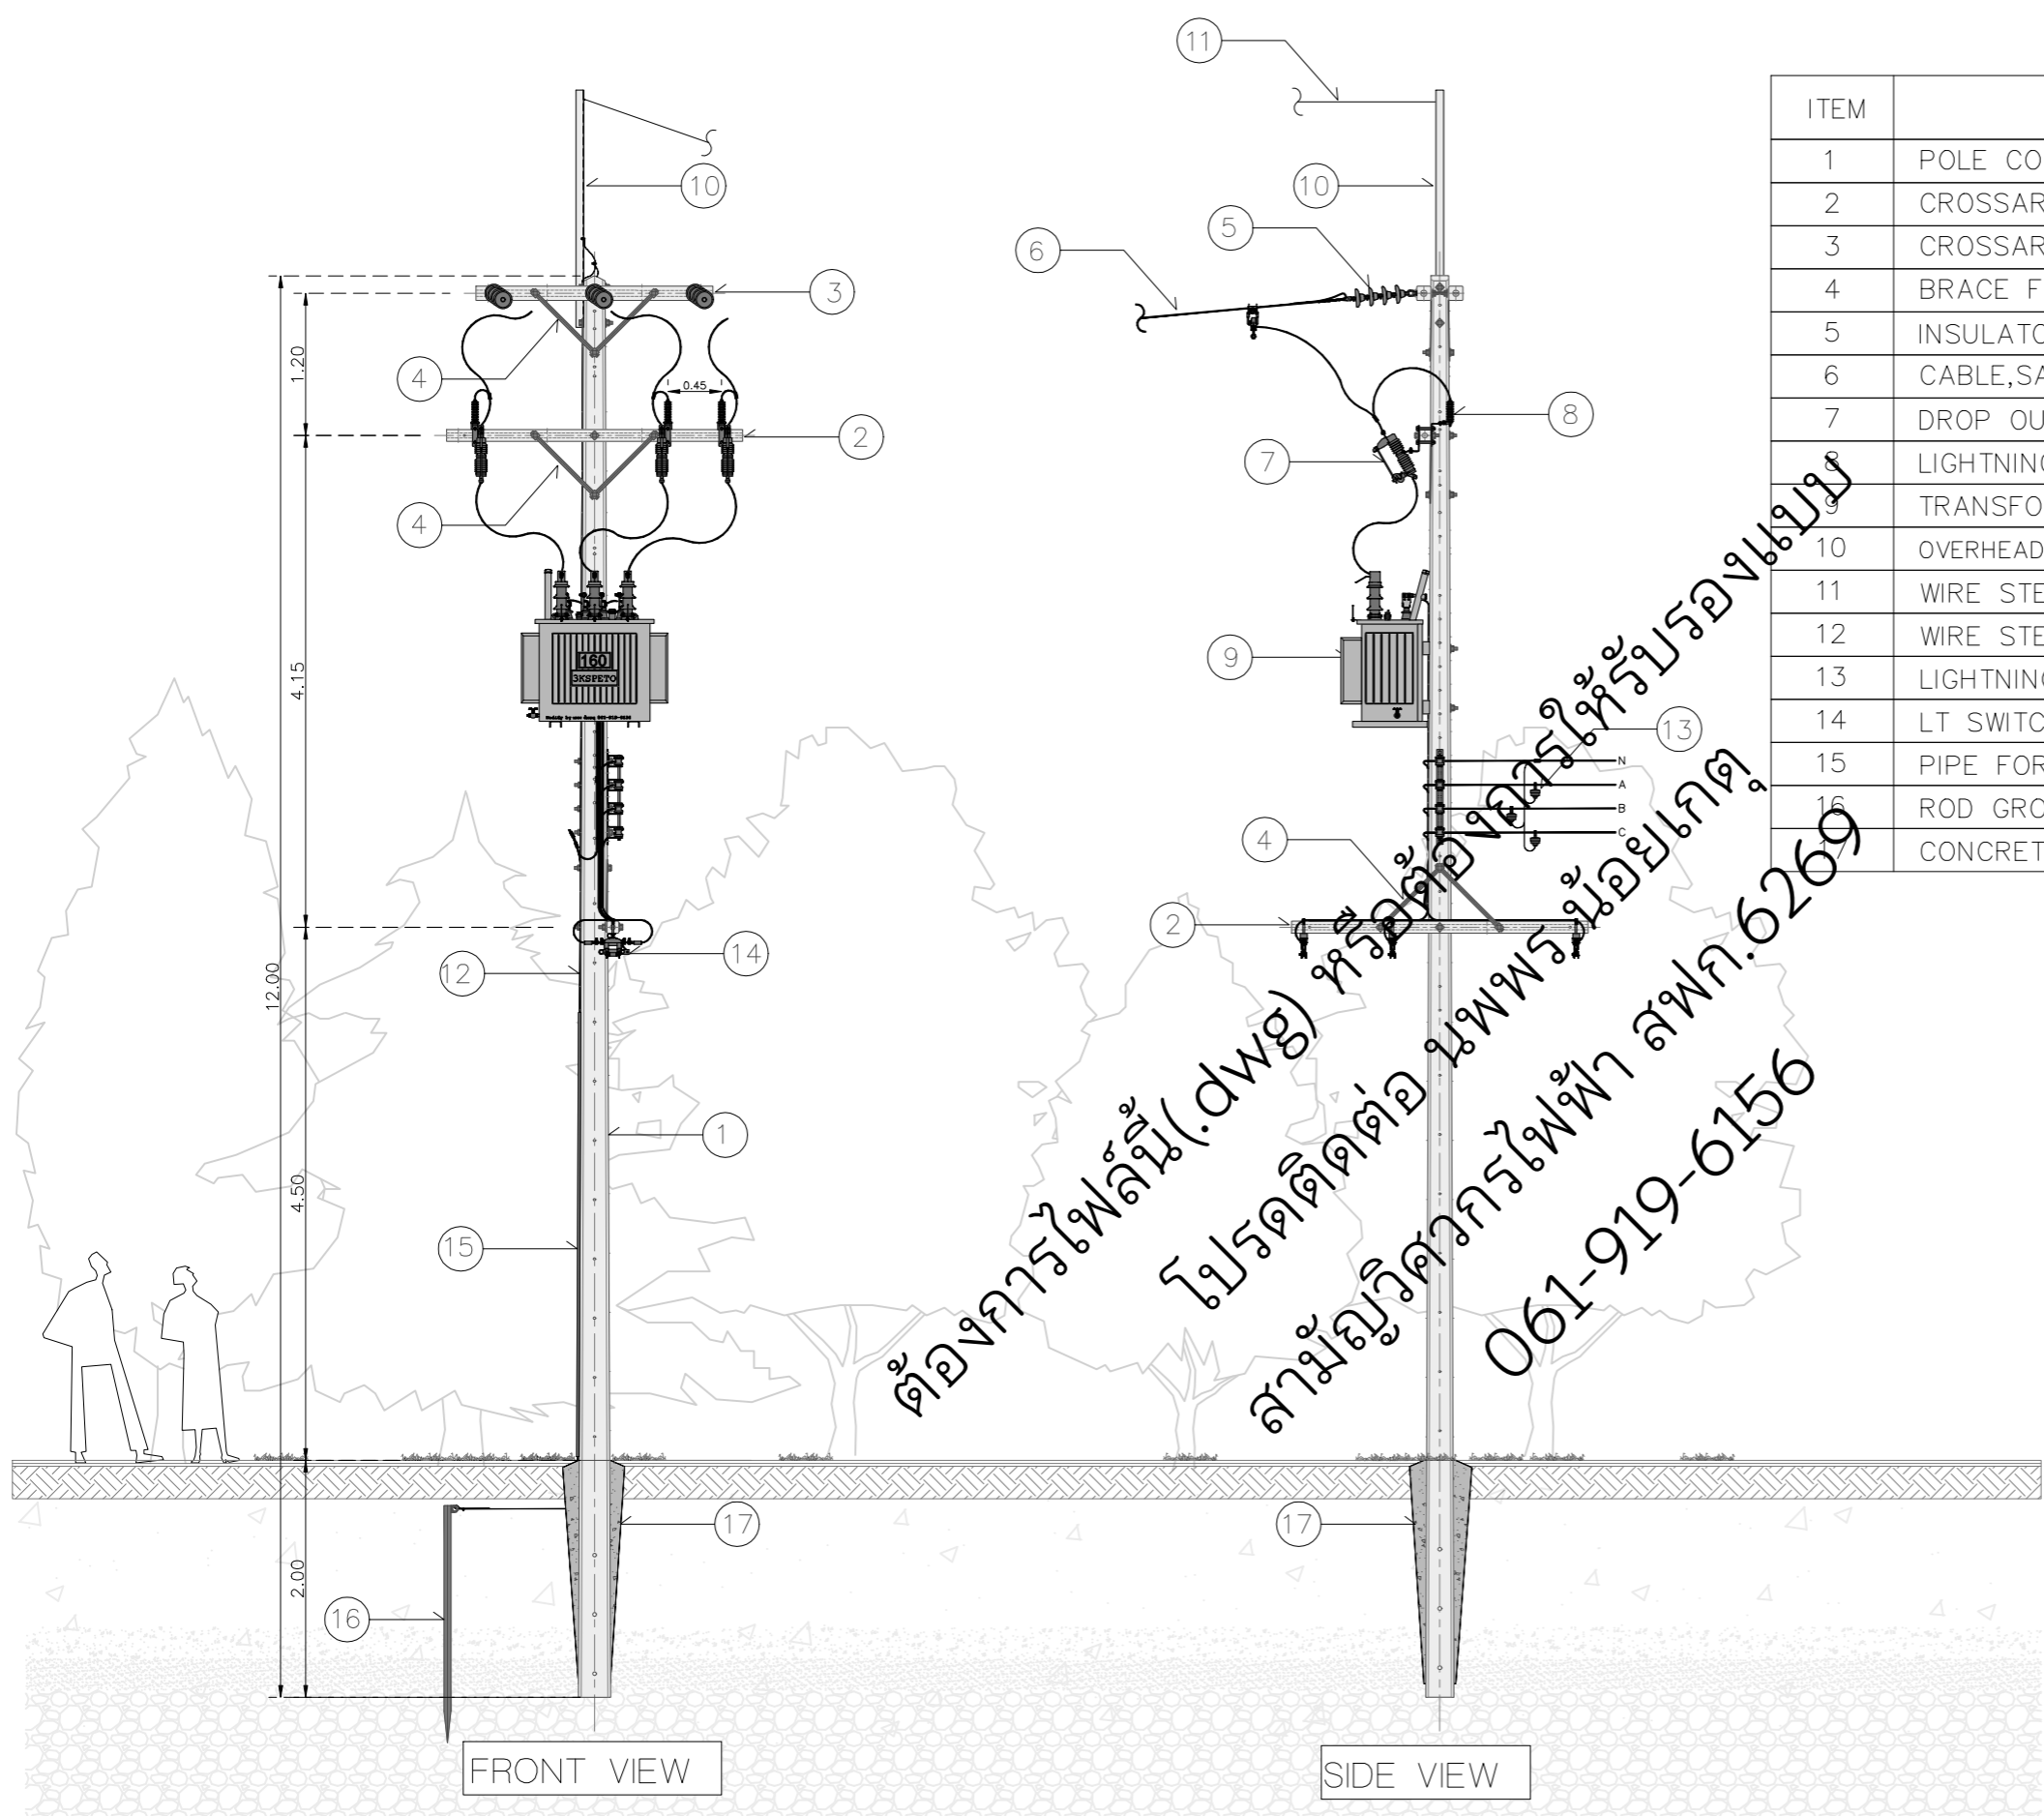 11
10
10
5
6
3
4
1.20
0.45
2
8
7
4
160
3KSPETO
9
4.15
13
N
A
B
C
4
2
14
12
12.00
1
4.50
15
17
17
2.00
16
FRONT VIEW
SIDE VIEW
ITEM
1 POLE CO
2 CROSSAR
3 CROSSAR
4 BRACE F
5 INSULATO
6 CABLE,SA
7 DROP OU
8 LIGHTNING
9 TRANSFO
10 OVERHEAD
11 WIRE STE
12 WIRE STE
13 LIGHTNING
14 LT SWITC
15 PIPE FOR
16 ROD GRO
17 CONCRET
ต้องการไฟล์นี้(.dwg) หรือต้องการให้รับรองแบบ
โปรดติดต่อ นพพร น้อยเกตุ
สามัญวิศวกรไฟฟ้า สฟก.6269
061-919-6156